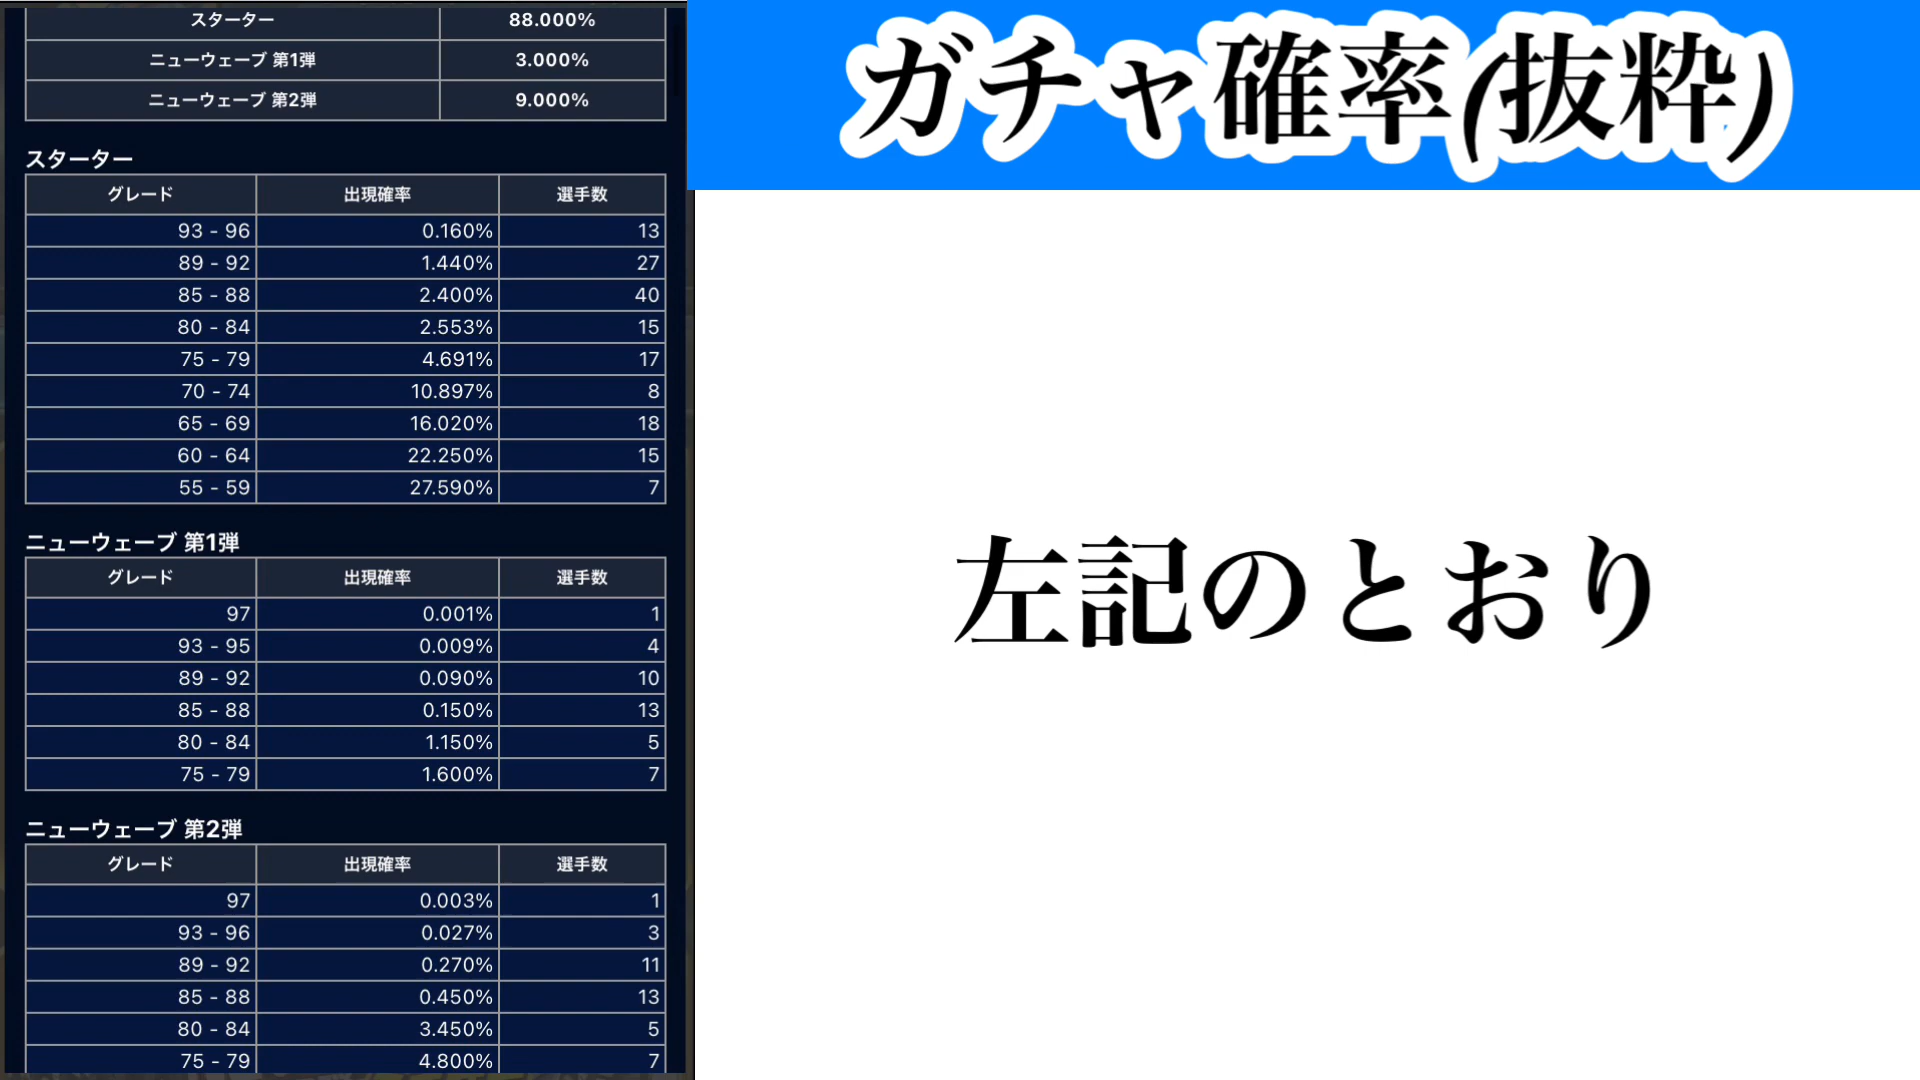 スターター 88.000%
ニューウェーブ 第1弾 3.000%
ニューウェーブ 第2弾 9.000%
スターター
グレード 出現確率 選手数
93 - 96 0.160% 13
89 - 92 1.440% 27
85 - 88 2.400% 40
80 - 84 2.553% 15
75 - 79 4.691% 17
70 - 74 10.897% 8
65 - 69 16.020% 18
60 - 64 22.250% 15
55 - 59 27.590% 7
ニューウェーブ 第1弾
グレード 出現確率 選手数
97 0.001% 1
93 - 95 0.009% 4
89 - 92 0.090% 10
85 - 88 0.150% 13
80 - 84 1.150% 5
75 - 79 1.600% 7
ニューウェーブ 第2弾
グレード 出現確率 選手数
97 0.003% 1
93 - 96 0.027% 3
89 - 92 0.270% 11
85 - 88 0.450% 13
80 - 84 3.450% 5
75 - 79 4.800% 7
ガチャ確率(抜粋)
左記のとおり